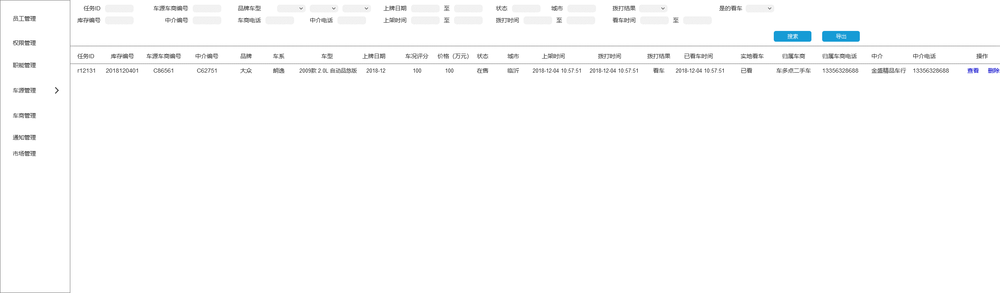 员工管理
权限管理
职能管理
车源管理
车商管理
通知管理
市场管理
任务ID 车源车商编号 品牌车型 上牌日期 至 状态 城市 拨打结果 是的看车
库存编号 中介编号 车商电话 中介电话 上架时间 至 拨打时间 至 看车时间 至
搜索 导出
任务ID 库存编号 车源车商编号 中介编号 品牌 车系 车型 上牌日期 车况评分 价格（万元） 状态 城市 上架时间 拨打时间 拨打结果 已看车时间 实地看车 归属车商 归属车商电话 中介 中介电话 操作
r12131 2018120401 C86561 C62751 大众 朗逸 2009款 2.0L 自动品悠版 2018-12 100 100 在售 临沂 2018-12-04 10:57:51 2018-12-04 10:57:51 看车 2018-12-04 10:57:51 已看 车多点二手车 13356328688 金盛精品车行 13356328688 查看 删除